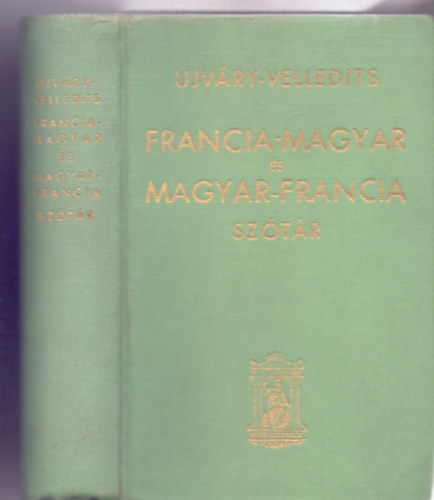 UJVÁRY-
VELLEDITS
FRANCIA-
MAGYAR
ÉS
MAGYAR-
FRANCIA
SZÓTÁR
UJVÁRY-VELLEDITS
FRANCIA-MAGYAR
ÉS
MAGYAR-FRANCIA
SZÓTÁR